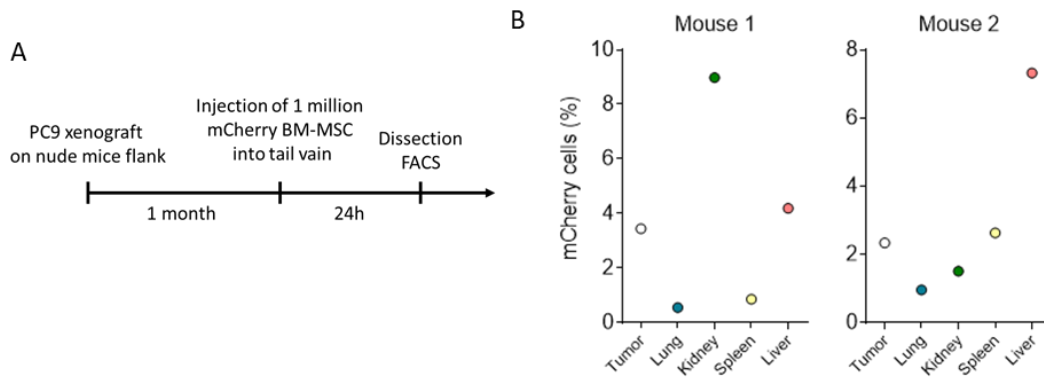 A
PC9 xenograft
on nude mice flank
Injection of 1 million
mCherry BM-MSC
into tail vain
Dissection
FACS
1 month
24h
B
Mouse 1
mCherry cells (%)
10
8
6
4
2
0
Tumor
Lung
Kidney
Spleen
Liver
Mouse 2
8
6
4
2
0
Tumor
Lung
Kidney
Spleen
Liver